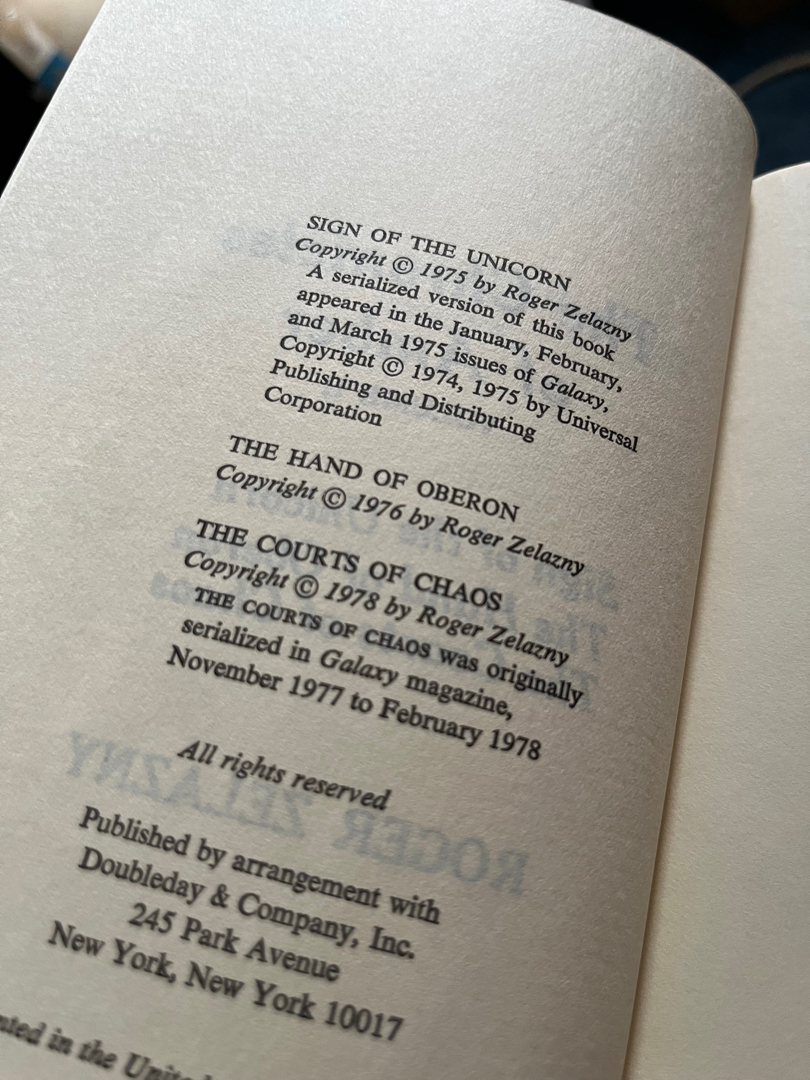 SIGN OF THE UNICORN
Copyright © 1975 by Roger Zelazny
A serialized version of this book
appeared in the January, February,
and March 1975 issues of Galaxy,
Copyright © 1974, 1975 by Universal
Publishing and Distributing
Corporation
THE HAND OF OBERON
Copyright © 1976 by Roger Zelazny
THE COURTS OF CHAOS
Copyright © 1978 by Roger Zelazny
THE COURTS OF CHAOS was originally
serialized in Galaxy magazine,
November 1977 to February 1978
All rights reserved
Published by arrangement with
Doubleday & Company, Inc.
245 Park Avenue
New York, New York 10017
in the United